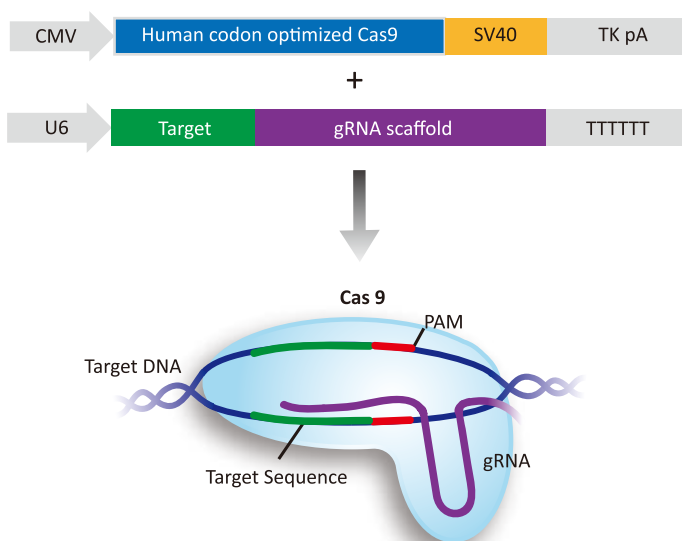 CMV Human codon optimized Cas9 SV40 TK pA
+
U6 Target gRNA scaffold TTTTTT
Cas 9
PAM
Target DNA
gRNA
Target Sequence